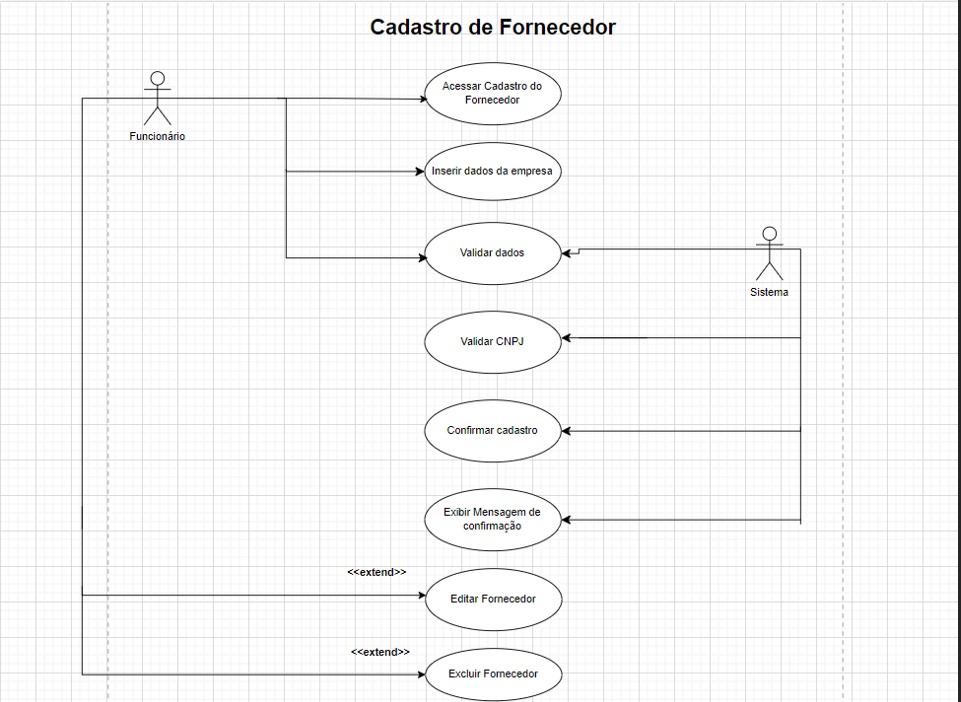 Cadastro de Fornecedor
Acessar Cadastro do
Fornecedor
Funcionário
Inserir dados da empresa
Validar dados
Sistema
Validar CNPJ
Confirmar cadastro
Exibir Mensagem de
confirmação
<<extend>>
Editar Fornecedor
<<extend>>
Excluir Fornecedor